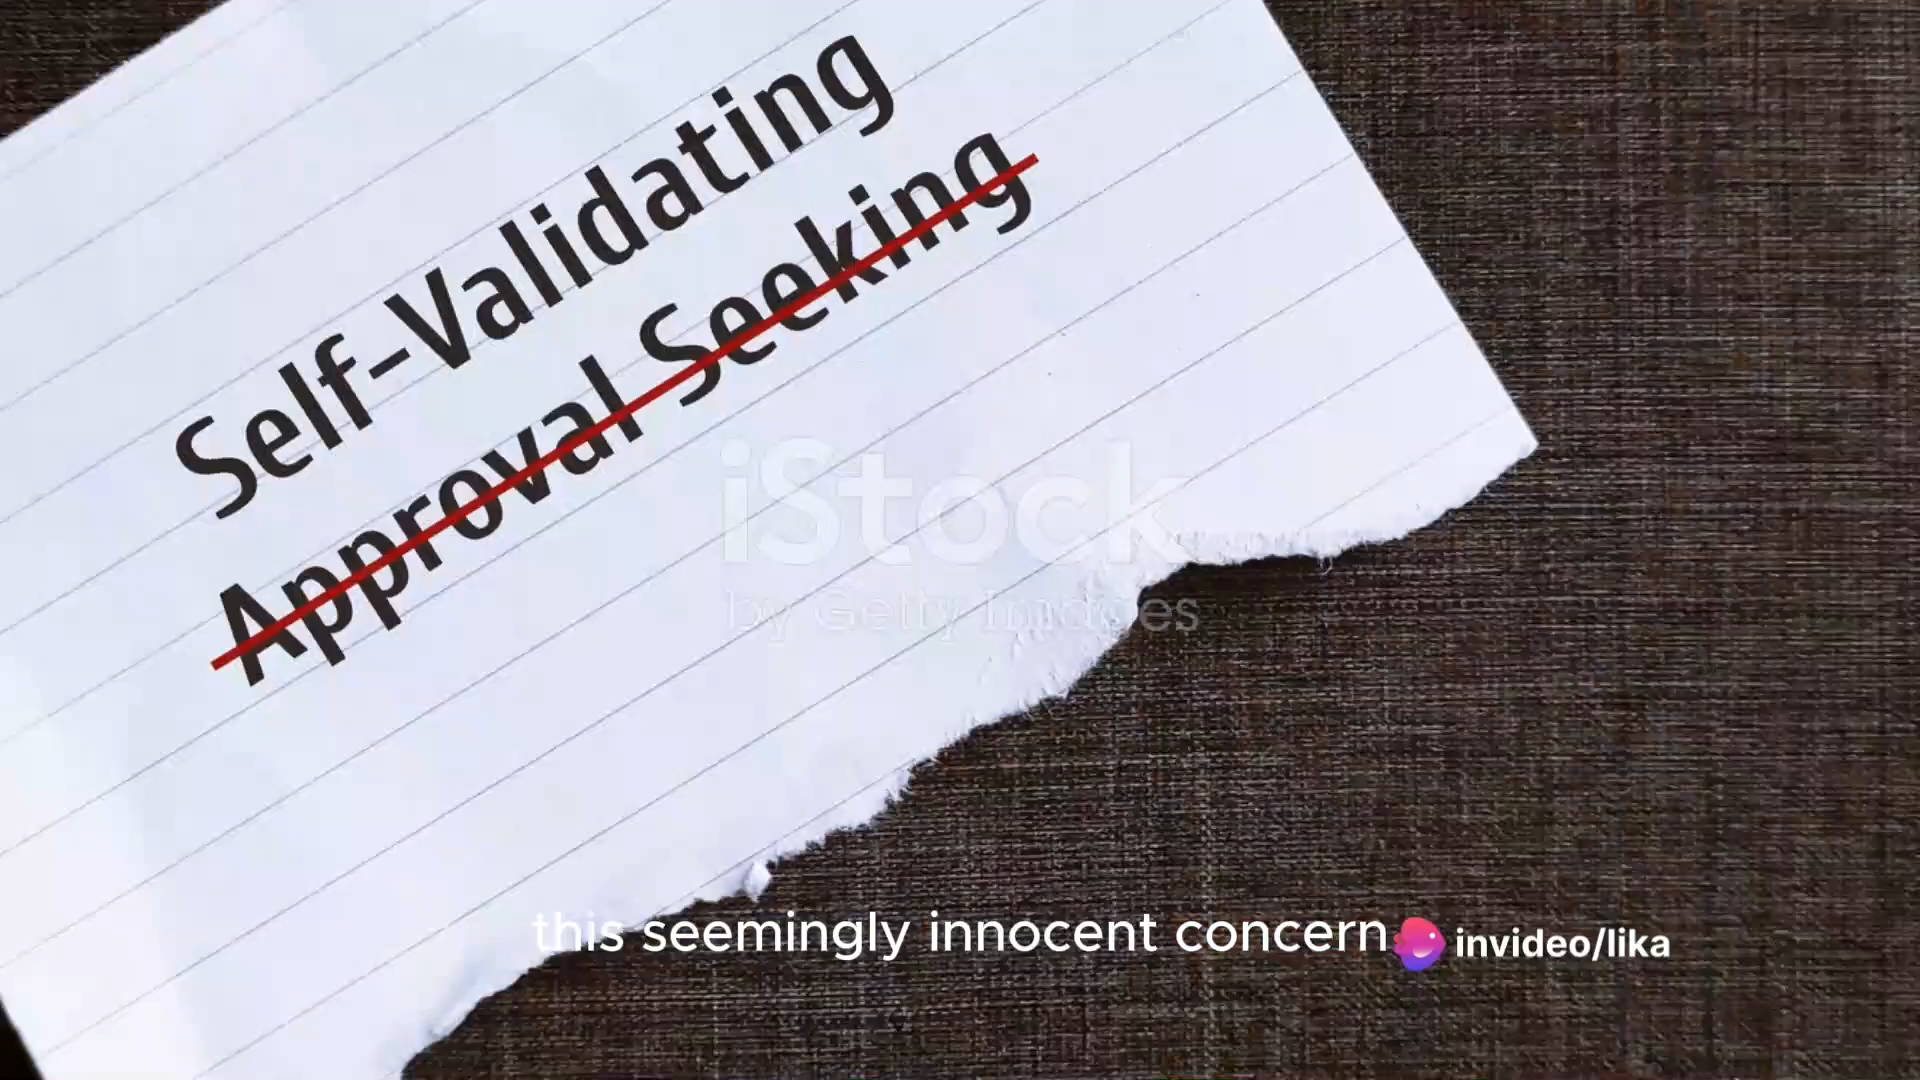 Self-Validating
Approval Seeking
iStock
by Getty Images
this seemingly innocent concern
invideo/lika